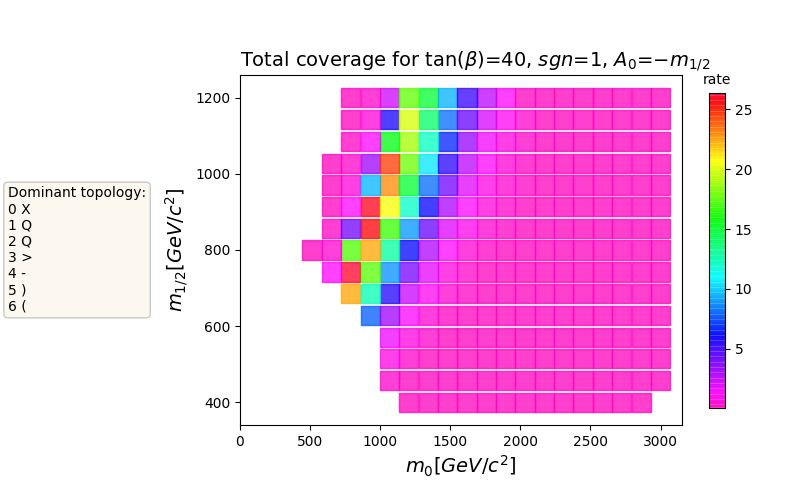 Total coverage for tan(β)=40, sgn=1, A₀=−m₁/₂
rate
1200
1000
800
600
400
m₁/₂[GeV/c²]
0 500 1000 1500 2000 2500 3000
m₀[GeV/c²]
25
20
15
10
5
Dominant topology:
0 X
1 Q
2 Q
3 >
4 -
5 )
6 (